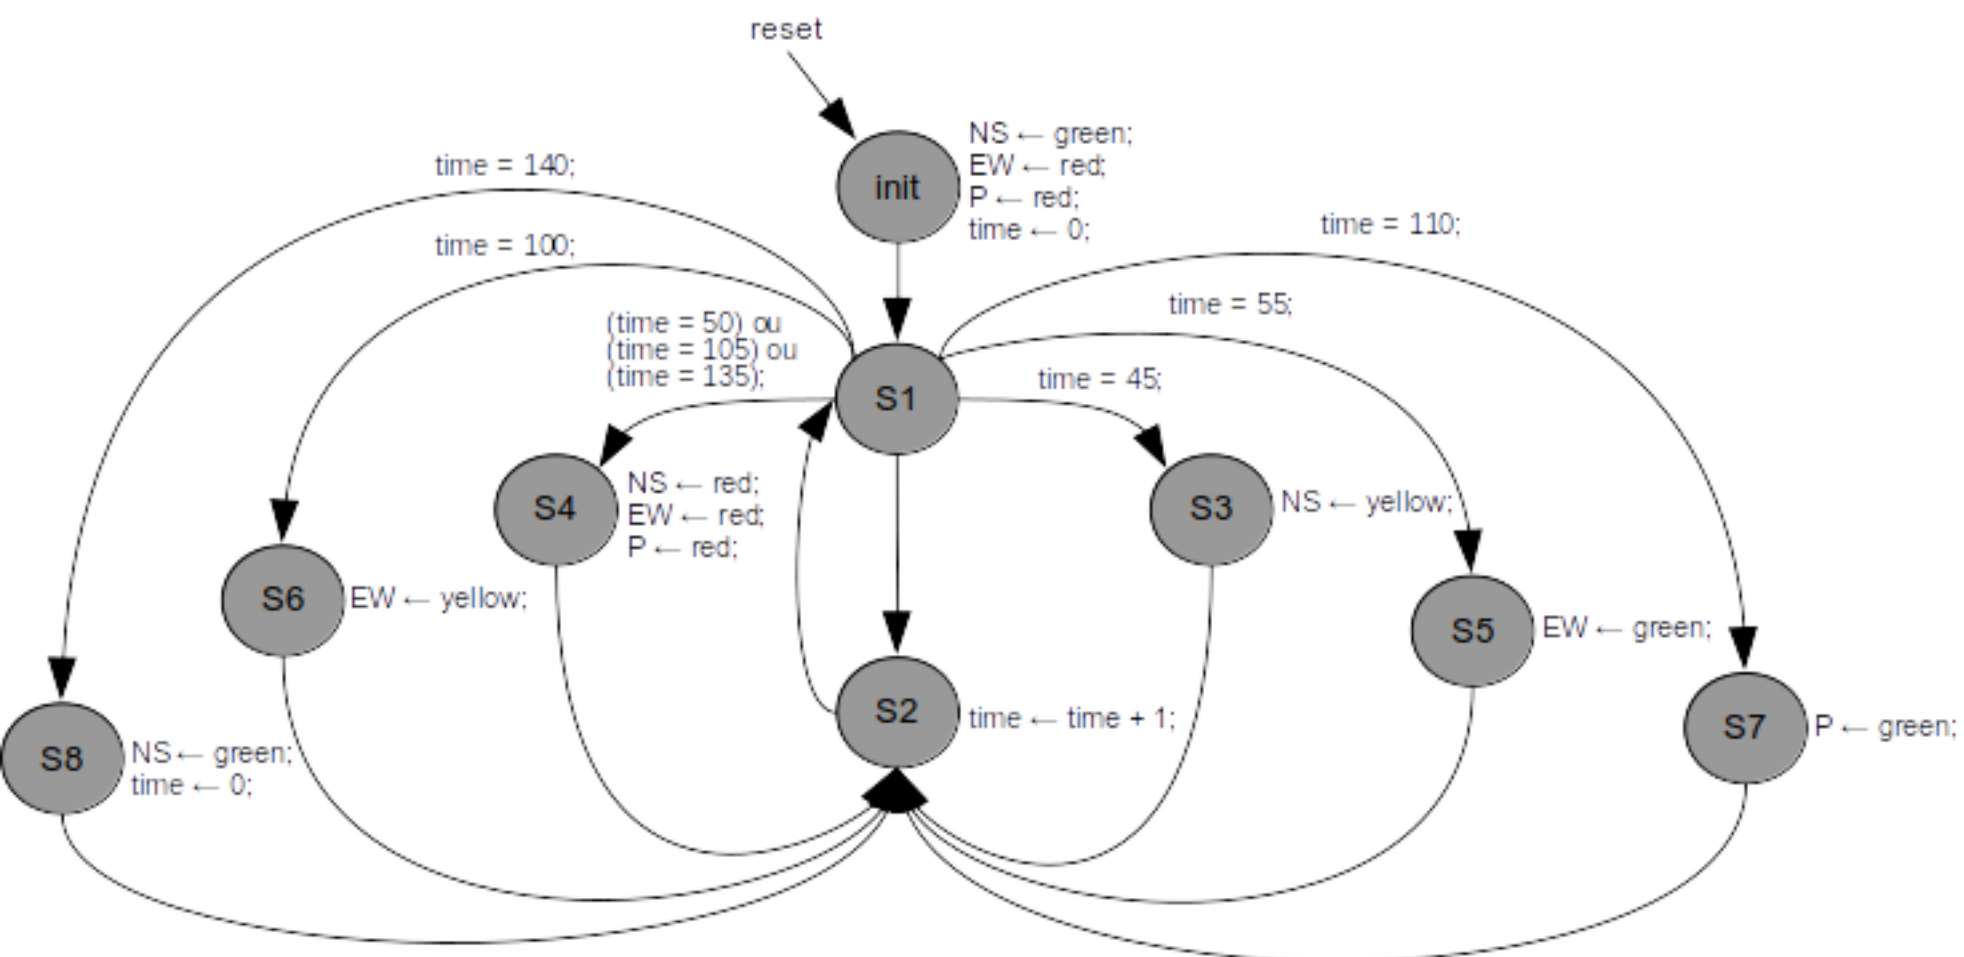 reset
init
NS ← green;
EW ← red;
P ← red;
time ← 0;
time = 140;
time = 100;
time = 110;
time = 55;
(time = 50) ou
(time = 105) ou
(time = 135);
time = 45;
S1
S4
NS ← red;
EW ← red;
P ← red;
S3
NS ← yellow;
S6
EW ← yellow;
S5
EW ← green;
S2
time ← time + 1;
S7
P ← green;
S8
NS ← green;
time ← 0;